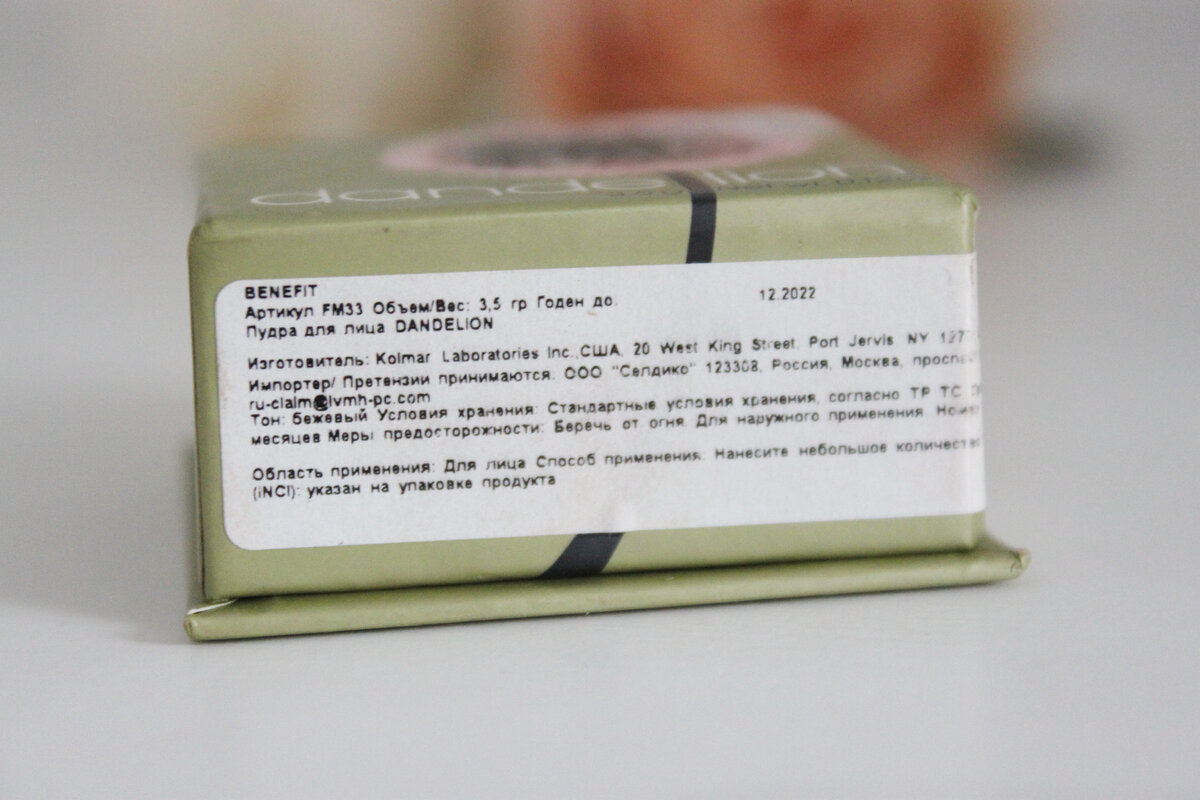 dandelion
BENEFIT
Артикул FM33 Объем/Вес: 3,5 гр Годен до. 12.2022
Пудра для лица DANDELION
Изготовитель: Kolmar Laboratories Inc.,США, 20 West King Street, Port Jervis NY
Импортер/ Претензии принимаются. ООО "Селдико" 123308, Россия, Москва,
ru-claim@lvmh-pc.com
Тон: бежевый Условия хранения: Стандартные условия хранения, согласно ТР ТС
месяцев Меры предосторожности: Беречь от огня. Для наружного применения.
Область применения: Для лица Способ применения: Нанесите небольшое
(INCI): указан на упаковке продукта